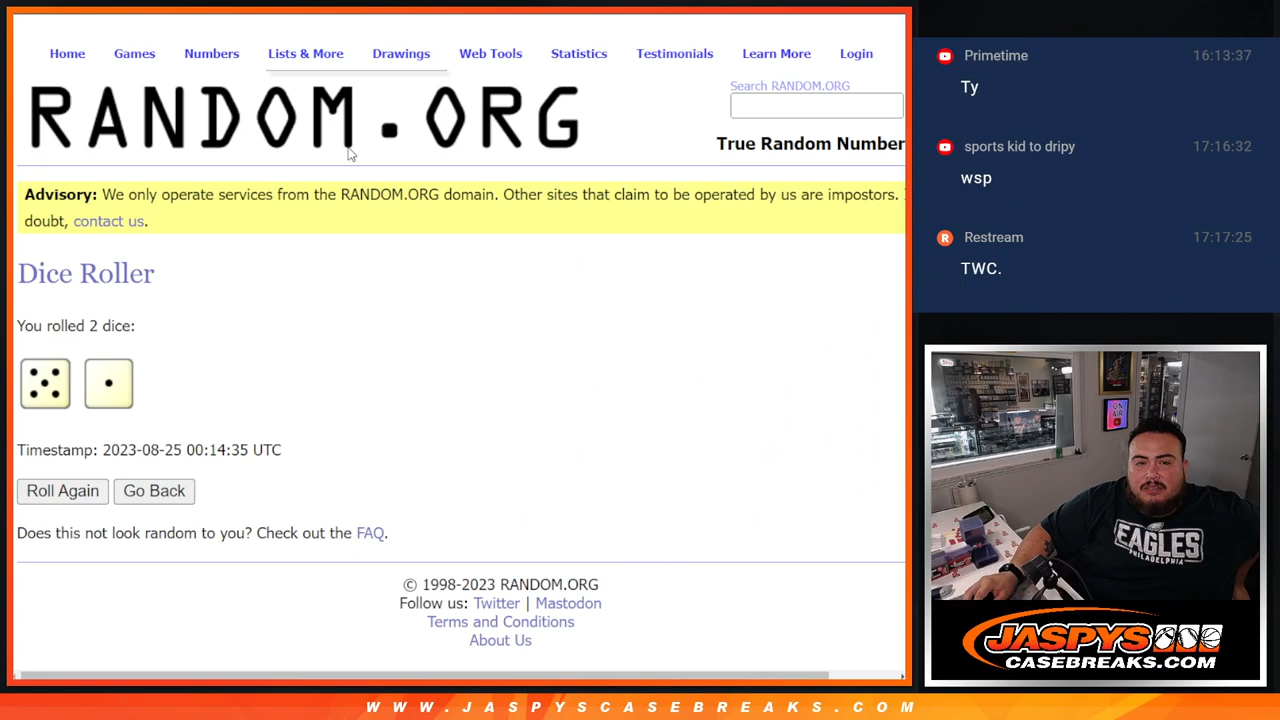 Home Games Numbers Lists & More Drawings Web Tools Statistics Testimonials Learn More Login
RANDOM.ORG
Search RANDOM.ORG
True Random Number
Advisory: We only operate services from the RANDOM.ORG domain. Other sites that claim to be operated by us are impostors.
doubt, contact us.
Dice Roller
You rolled 2 dice:
Timestamp: 2023-08-25 00:14:35 UTC
Roll Again Go Back
Does this not look random to you? Check out the FAQ.
© 1998-2023 RANDOM.ORG
Follow us: Twitter | Mastodon
Terms and Conditions
About Us
Primetime 16:13:37
Ty
sports kid to dripy 17:16:32
wsp
R Restream 17:17:25
TWC.
ON
AIR
EAGLES
PHILADELPHIA
JASPYS
CASEBREAKS.COM
WWW.JASPYSCASEBREAKS.COM